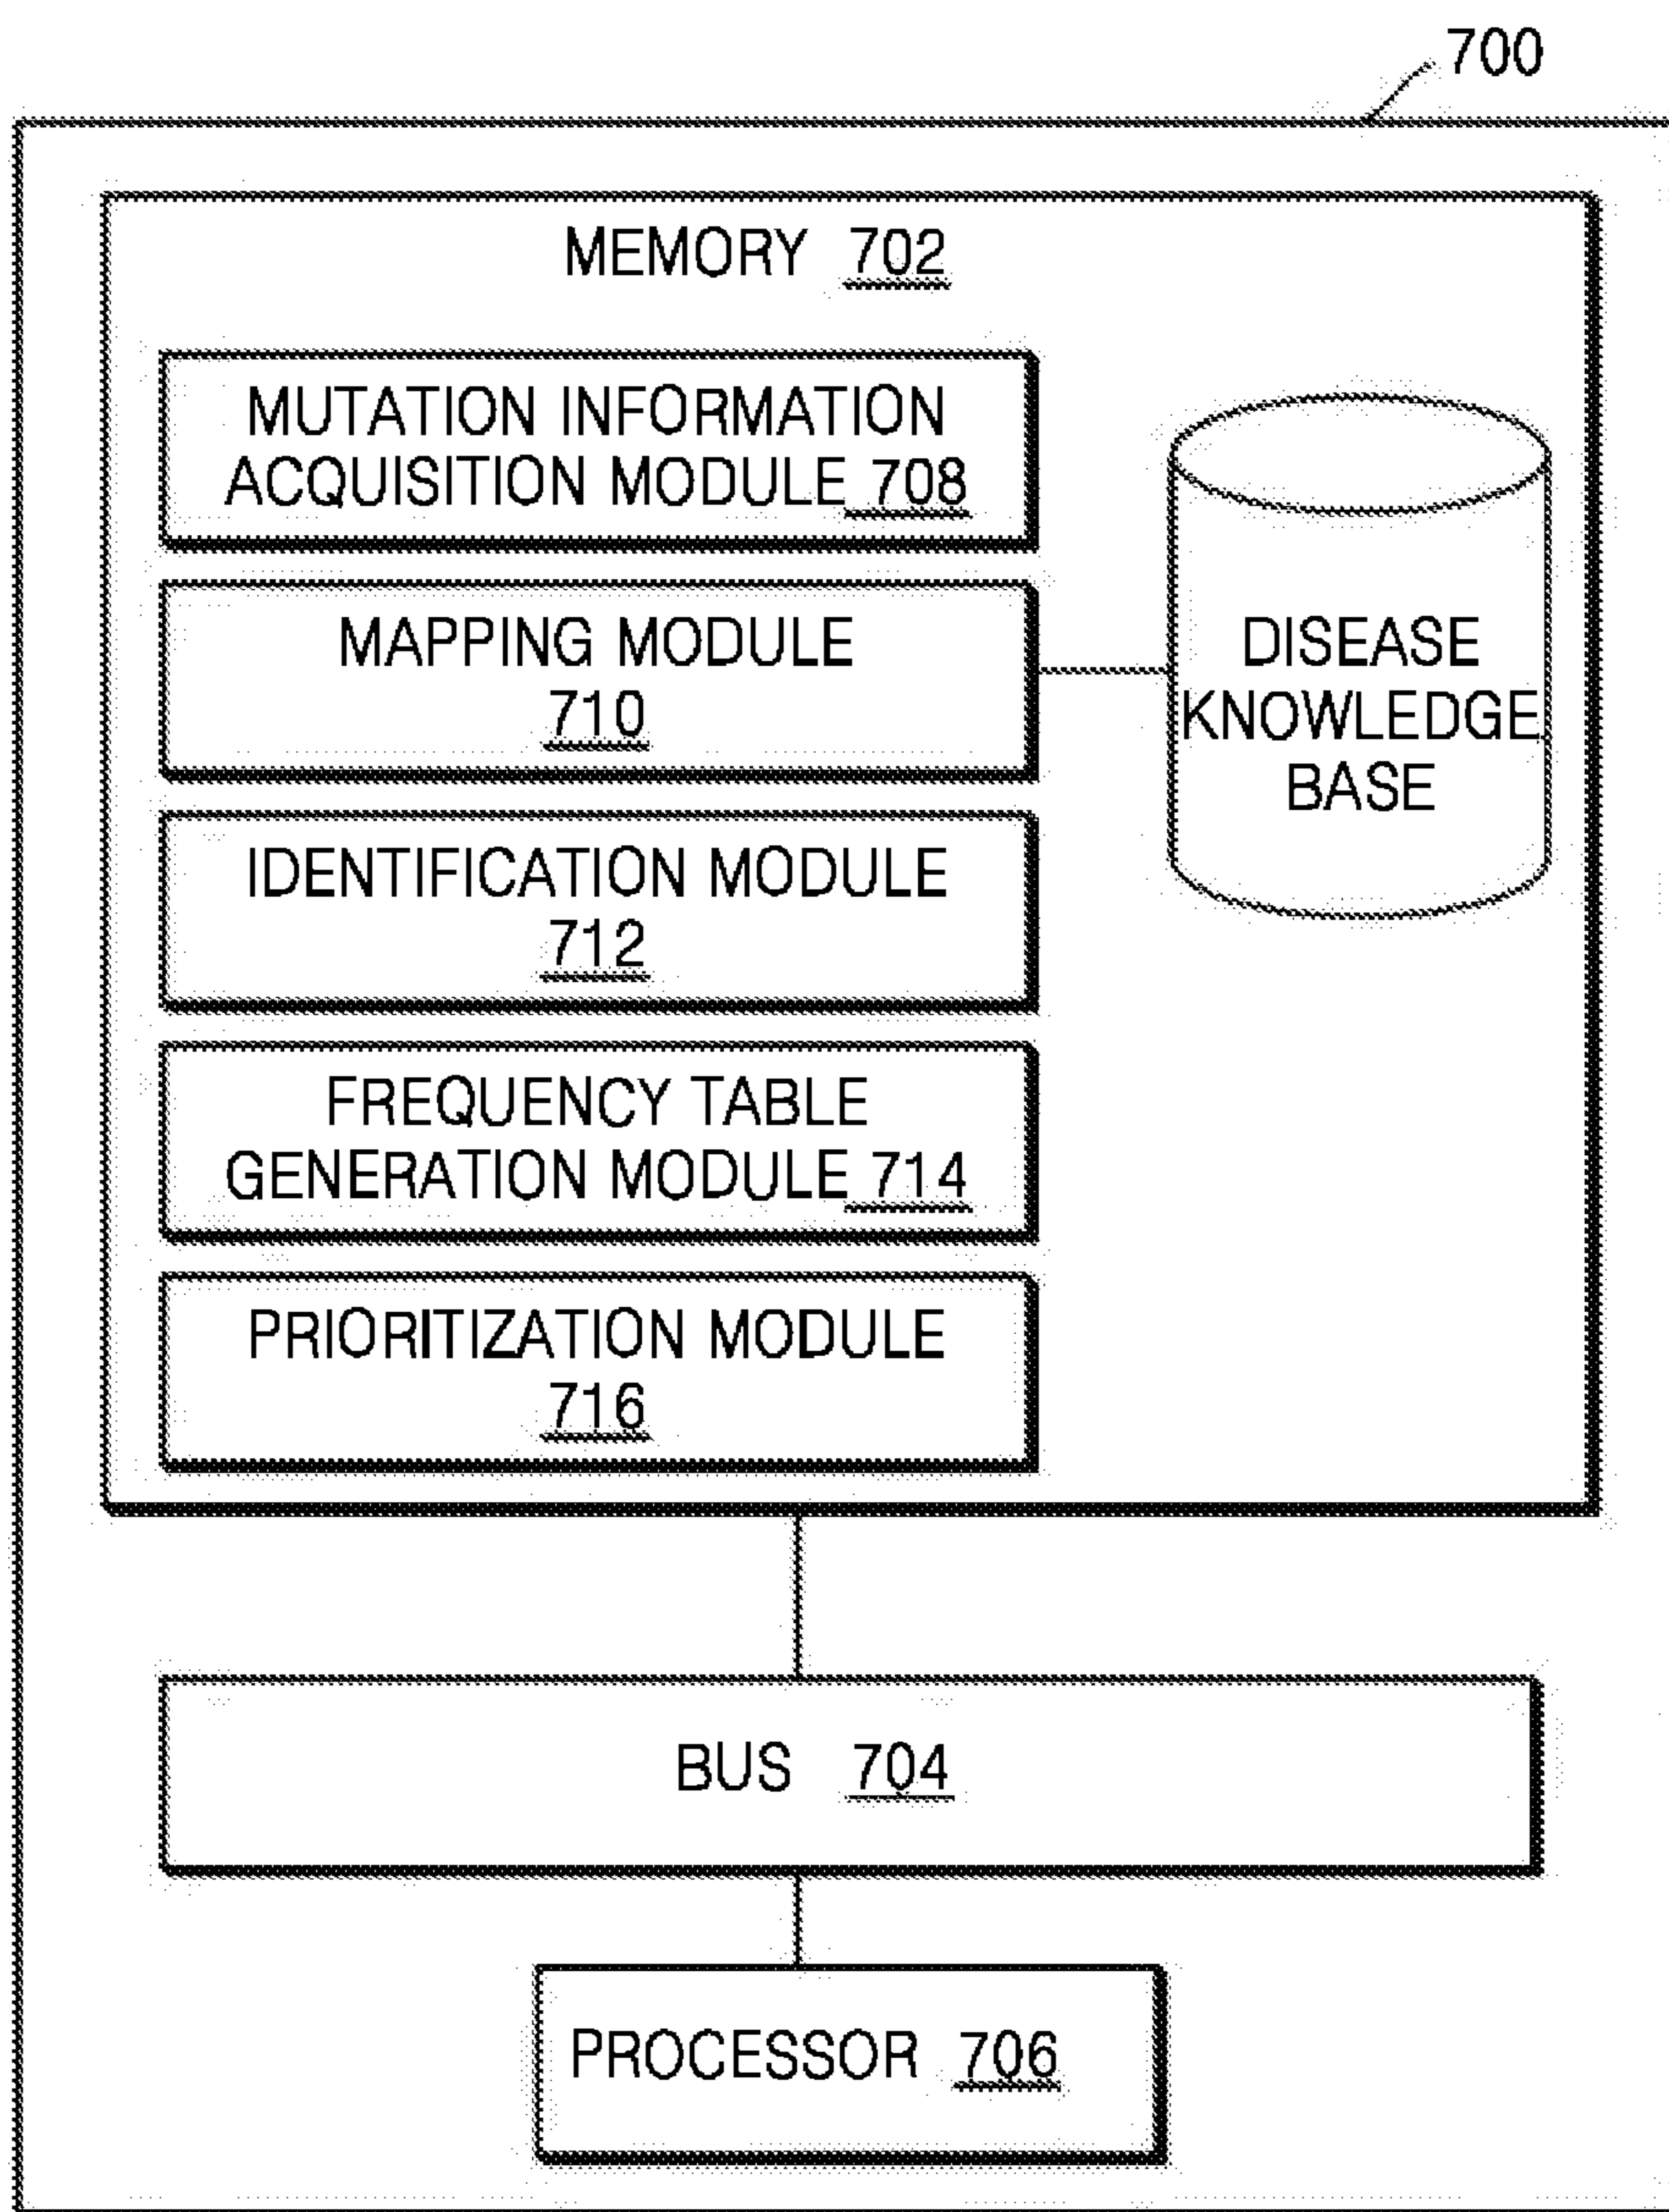 700
MEMORY 702
MUTATION INFORMATION
ACQUISITION MODULE 708
MAPPING MODULE
710
DISEASE
KNOWLEDGE
BASE
IDENTIFICATION MODULE
712
FREQUENCY TABLE
GENERATION MODULE 714
PRIORITIZATION MODULE
716
BUS 704
PROCESSOR 706